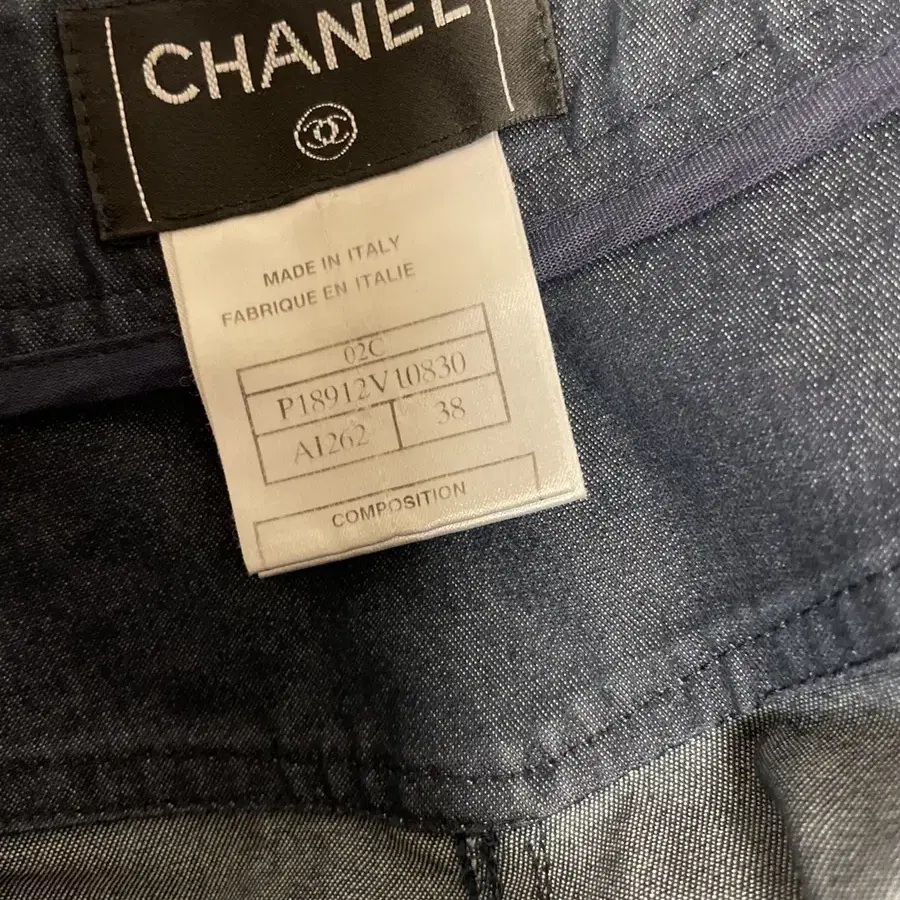 CHANEL
MADE IN ITALY
FABRIQUE EN ITALIE
02C
P18912V10830
A1262 38
COMPOSITION